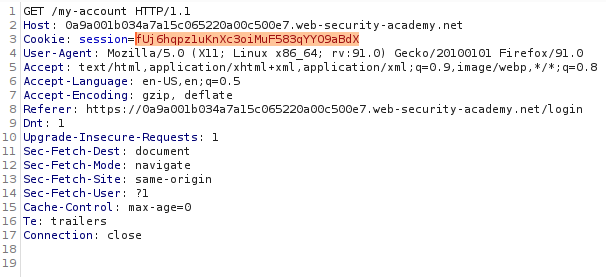 1 GET /my-account HTTP/1.1
2 Host: 0a9a001b034a7a15c065220a00c500e7.web-security-academy.net
3 Cookie: session=fUj6hqpz1uKnXc3oiMuF583qYYO9aBdX
4 User-Agent: Mozilla/5.0 (X11; Linux x86_64; rv:91.0) Gecko/20100101 Firefox/91.0
5 Accept: text/html,application/xhtml+xml,application/xml;q=0.9,image/webp,*/*;q=0.8
6 Accept-Language: en-US,en;q=0.5
7 Accept-Encoding: gzip, deflate
8 Referer: https://0a9a001b034a7a15c065220a00c500e7.web-security-academy.net/login
9 Dnt: 1
10 Upgrade-Insecure-Requests: 1
11 Sec-Fetch-Dest: document
12 Sec-Fetch-Mode: navigate
13 Sec-Fetch-Site: same-origin
14 Sec-Fetch-User: ?1
15 Cache-Control: max-age=0
16 Te: trailers
17 Connection: close
18
19